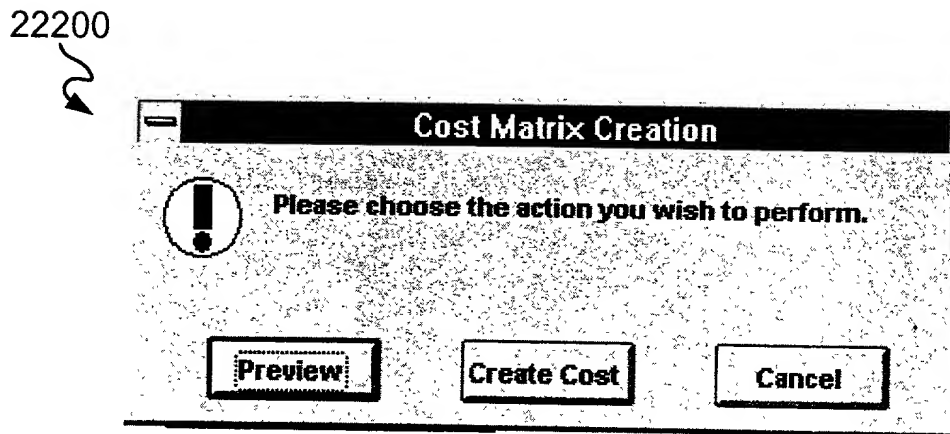 22200
Cost Matrix Creation
Please choose the action you wish to perform.
Preview Create Cost Cancel